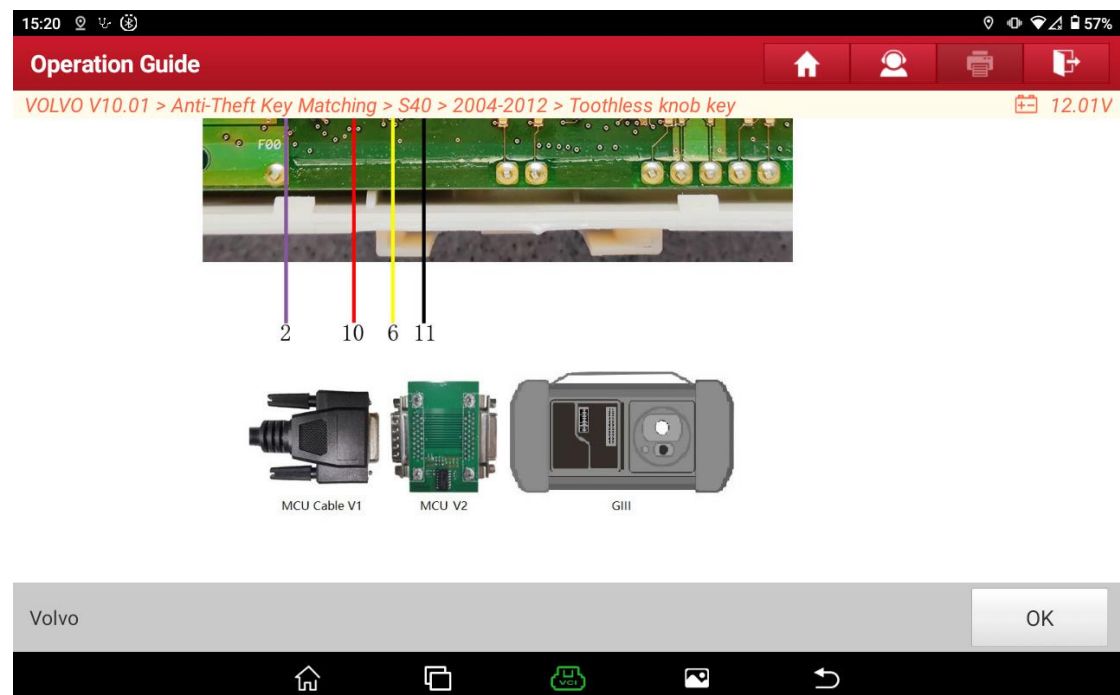 15:20 57%
Operation Guide
VOLVO V10.01 > Anti-Theft Key Matching > S40 > 2004-2012 > Toothless knob key 12.01V
F00
2 10 6 11
MCU Cable V1 MCU V2 GIII
Volvo OK
VCI